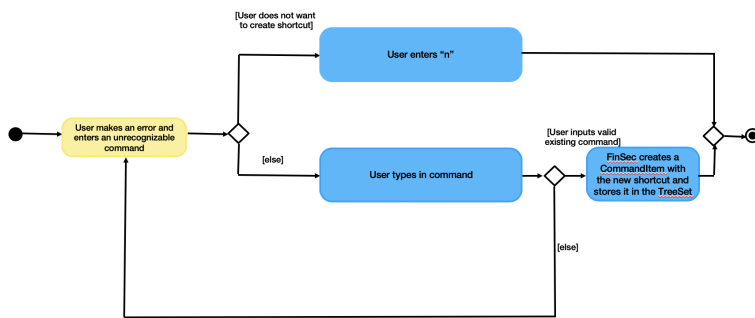 [User does not want
to create shortcut]
User enters “n”
User makes an error and
enters an unrecognizable
command
[else]
User types in command
[User inputs valid
existing command]
FinSec creates a
CommandItem with
the new shortcut and
stores it in the TreeSet
[else]